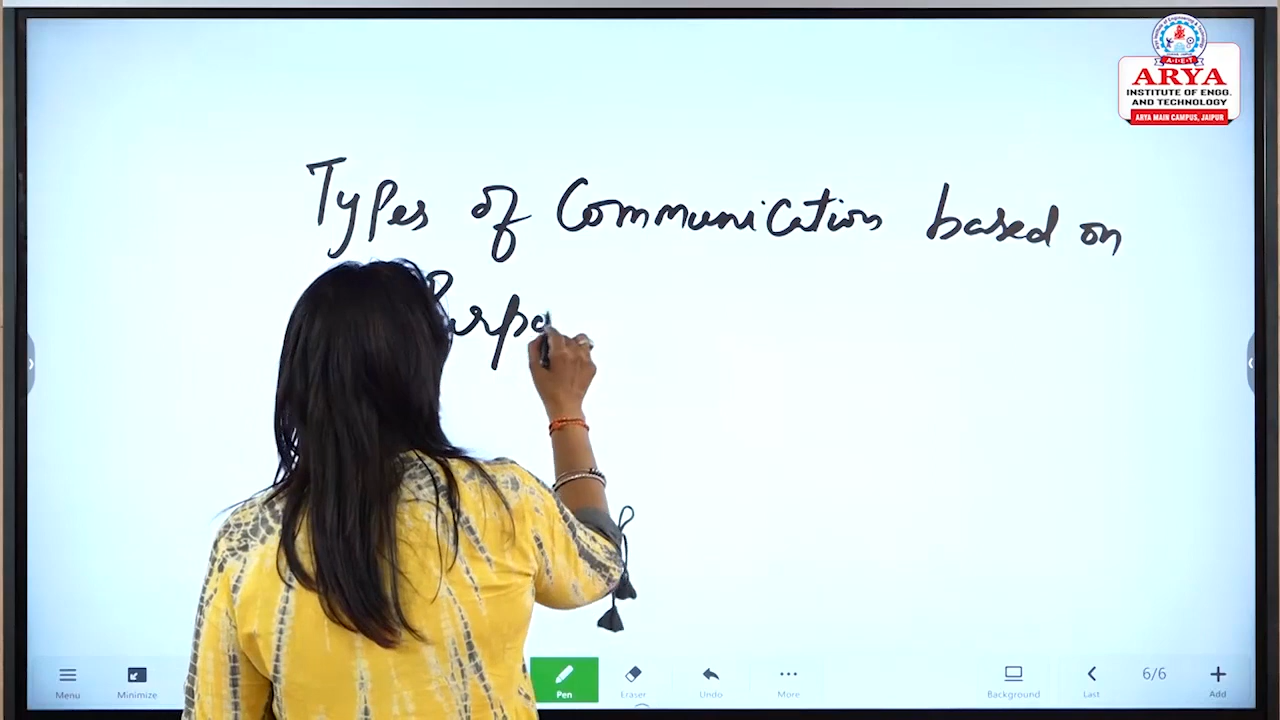 Types of Communication based on
Purpo
ARYA
INSTITUTE OF ENGG.
AND TECHNOLOGY
ARYA MAIN CAMPUS, JAIPUR
A.I.E.T
Menu
Minimize
Pen
Eraser
Undo
More
Background
Last
6/6
Add